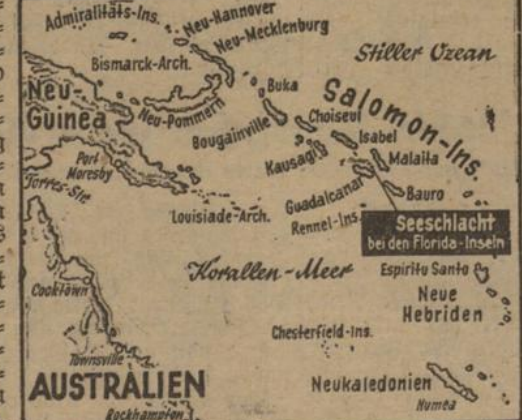 Admiralitäts-Ins.
Neu-Hannover
Neu-Mecklenburg
Stiller Ozean
Bismarck-Arch.
Neu-
Guinea
Neu-Pommern
Buka
Salomon-Ins.
Choiseul
Bougainville
Isabel
Kausagi
Malaita
Port
Moresby
Torres-Str.
Guadalcanar
Bauro
Louisiade-Arch.
Rennel-Ins.
Seeschlacht
bei den Florida-Inseln
Korallen-Meer
Espiritu Santo
Cooktown
Neue
Hebriden
Chesterfield-Ins.
Townsville
AUSTRALIEN
Neukaledonien
Rockhampton
Numea